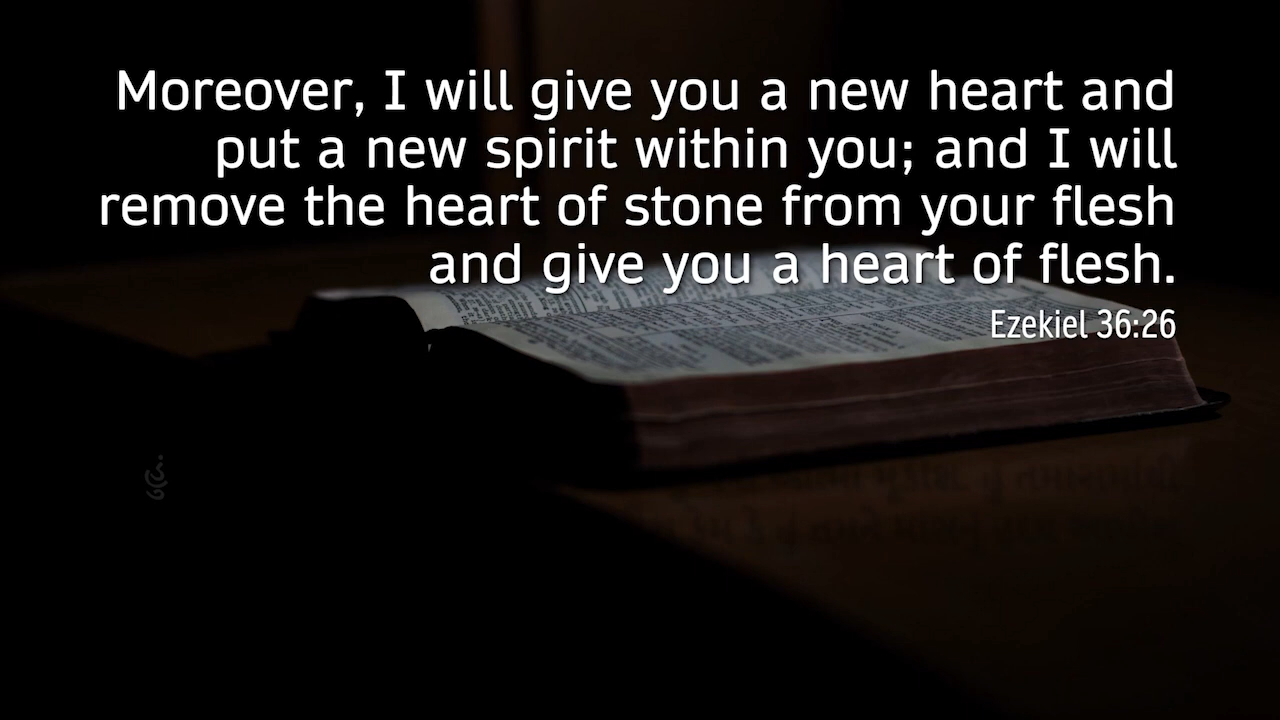 Moreover, I will give you a new heart and
put a new spirit within you; and I will
remove the heart of stone from your flesh
and give you a heart of flesh.
Ezekiel 36:26